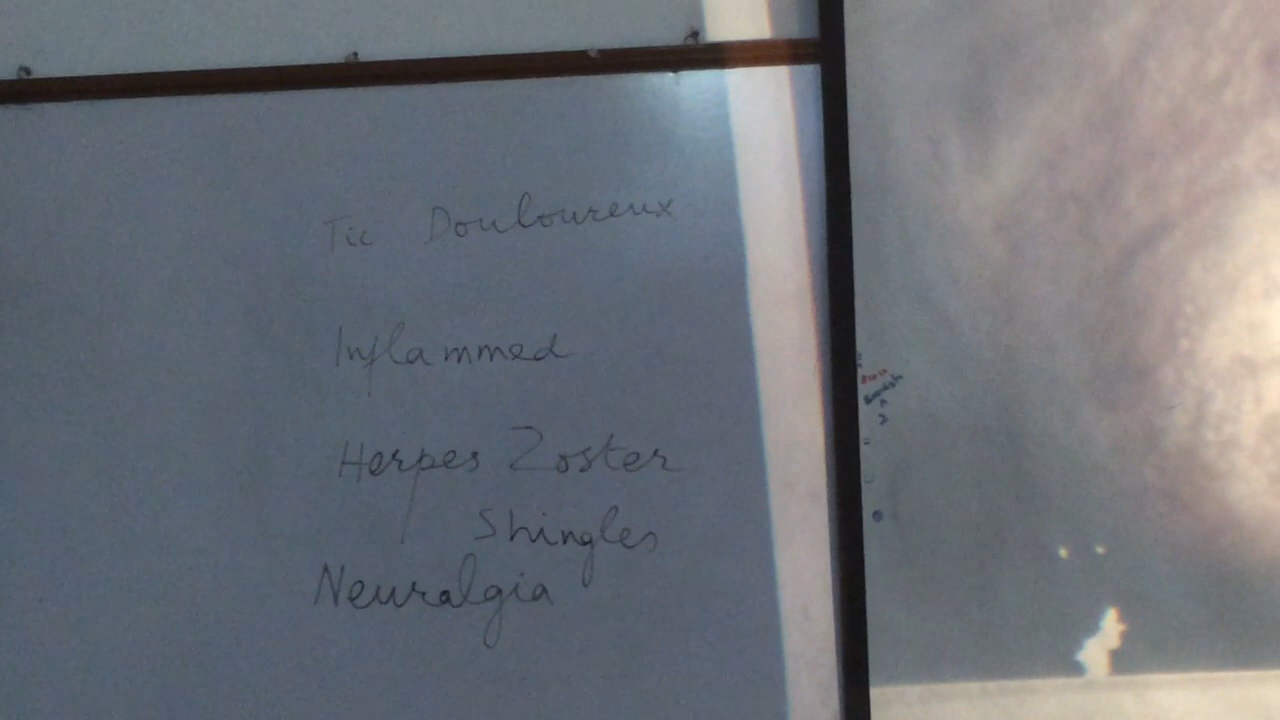 Tic Douloureux
Inflammed
Herpes Zoster
Shingles
Neuralgia